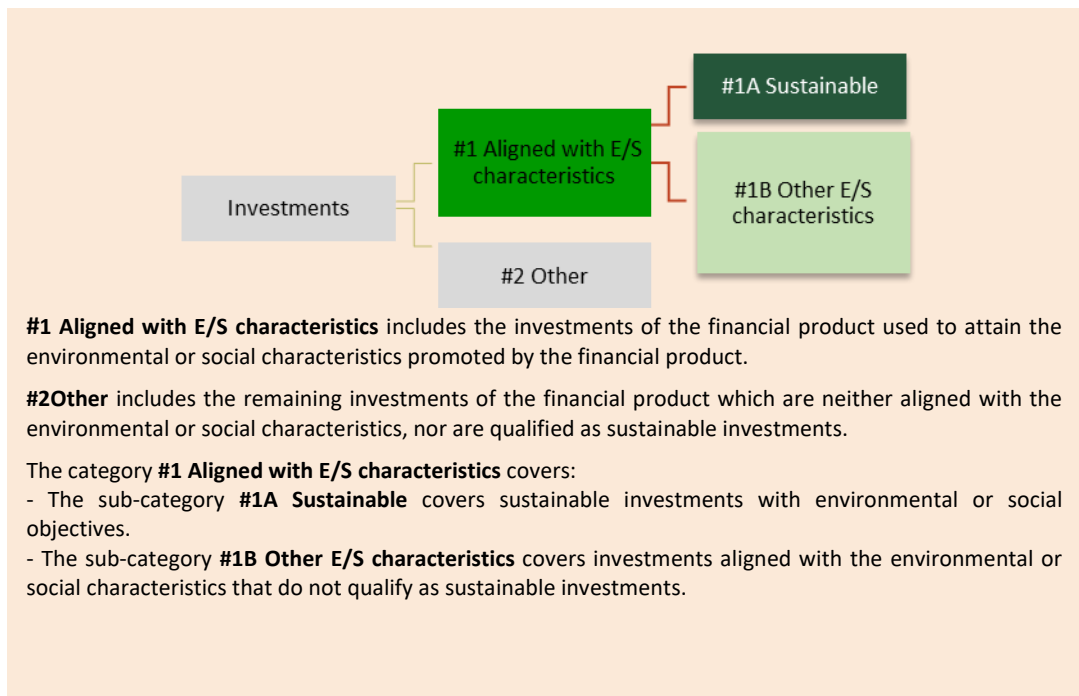 #1A Sustainable
#1 Aligned with E/S
characteristics
#1B Other E/S
characteristics
Investments
#2 Other
#1 Aligned with E/S characteristics includes the investments of the financial product used to attain the
environmental or social characteristics promoted by the financial product.
#2Other includes the remaining investments of the financial product which are neither aligned with the
environmental or social characteristics, nor are qualified as sustainable investments.
The category #1 Aligned with E/S characteristics covers:
- The sub-category #1A Sustainable covers sustainable investments with environmental or social
objectives.
- The sub-category #1B Other E/S characteristics covers investments aligned with the environmental or
social characteristics that do not qualify as sustainable investments.